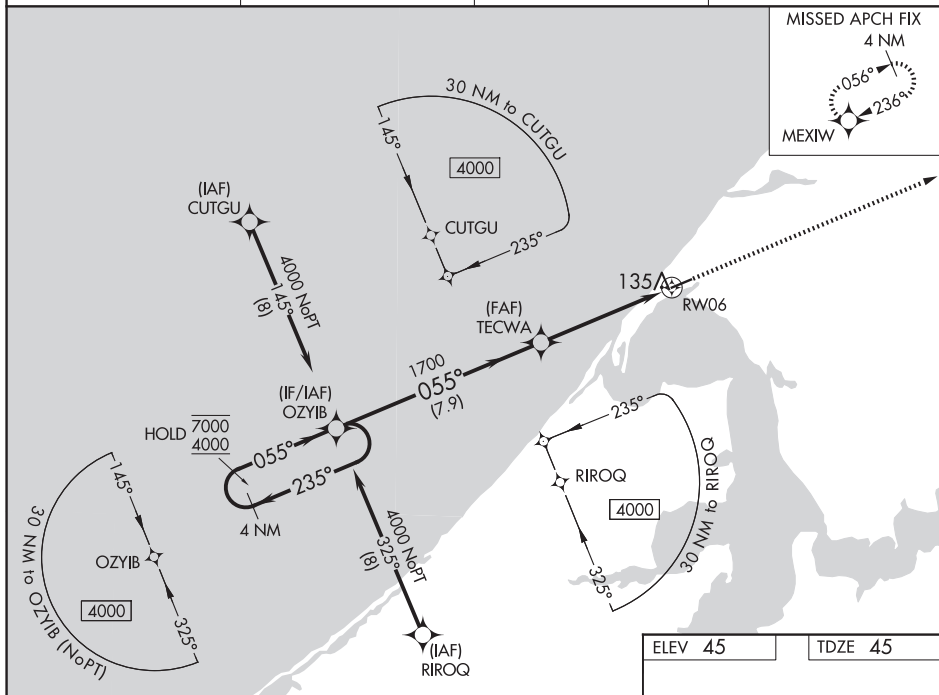 MISSED APCH FIX
4 NM
056°
236°
MEXIW
30 NM to CUTGU
145°
4000
CUTGU
235°
(IAF)
CUTGU
4000 NoPT
145°
(8)
135
RW06
(FAF)
TECWA
1700
055°
(7.9)
(IF/IAF)
OZYIB
HOLD 7000
4000
055°
235°
4 NM
235°
RIROQ
4000
325°
30 NM to RIROQ
145°
OZYIB
4000
325°
30 NM to OZYIB (NoPT)
4000 NoPT
325°
(8)
(IAF)
RIROQ
ELEV 45
TDZE 45